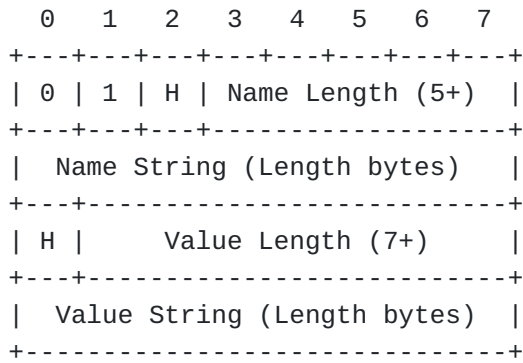 0   1   2   3   4   5   6   7
+---+---+---+---+---+---+---+---+
| 0 | 1 | H | Name Length (5+)  |
+---+---+---+-------------------+
|  Name String (Length bytes)   |
+---+---------------------------+
| H |     Value Length (7+)     |
+---+---------------------------+
|  Value String (Length bytes)  |
+-------------------------------+